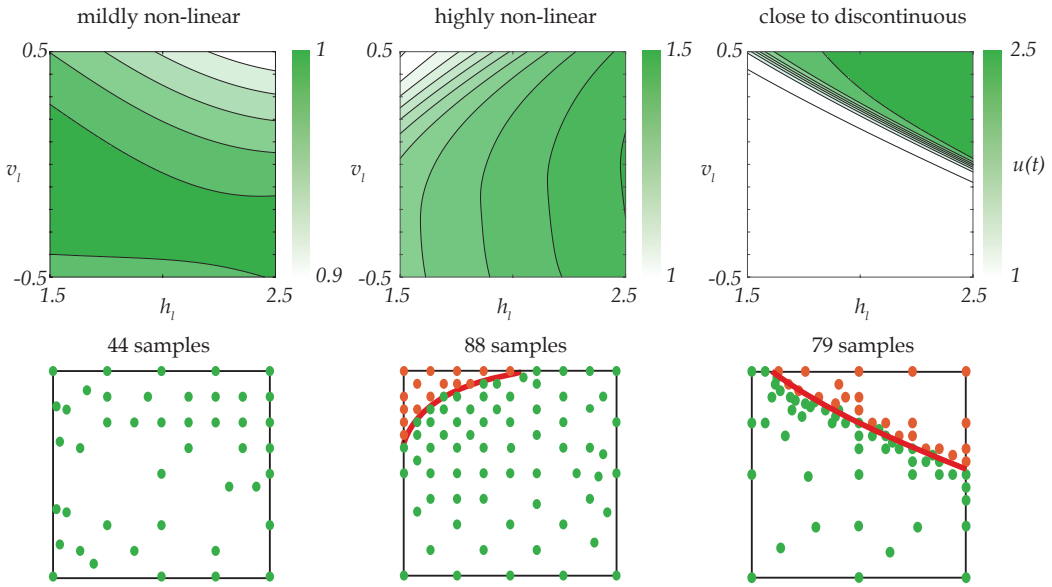 mildly non-linear
highly non-linear
close to discontinuous
0.5
v_l
-0.5
1.5
h_l
2.5
1
0.9
0.5
v_l
-0.5
1.5
h_l
2.5
1.5
1
0.5
v_l
-0.5
1.5
h_l
2.5
2.5
u(t)
1
44 samples
88 samples
79 samples